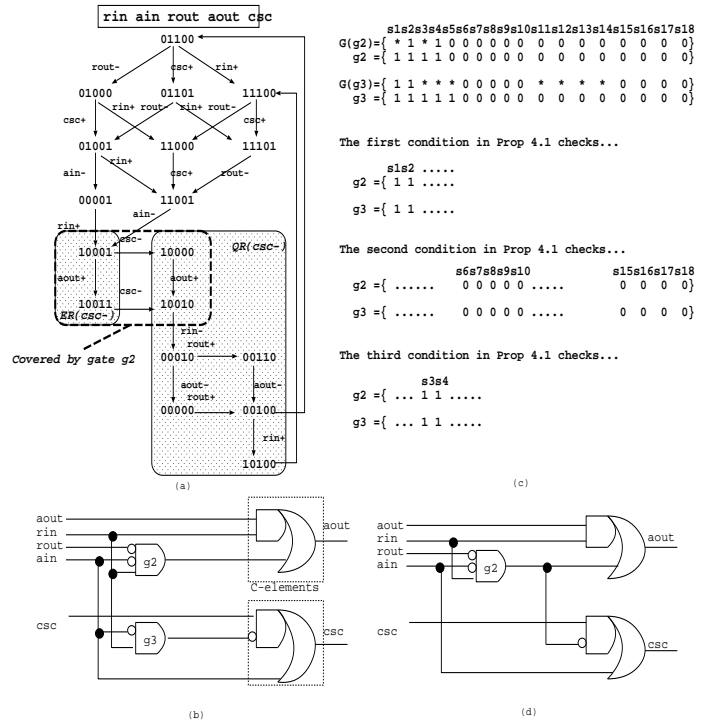 rin ain rout aout csc
01100
rout- csc+ rin+
01000 01101 11100
rin+ rout- rin+ rout-
csc+ csc+
01001 11000 11101
rin+
ain- csc+ rout-
00001 11001
rin+ ain-
csc- QR(csc-)
10001 10000
aout+ aout+
csc-
10011 10010
ER(csc-)
rin-
rout+
Covered by gate g2
00010 00110
aout- aout-
rout+
00000 00100
rin+
10100
(a)
s1s2s3s4s5s6s7s8s9s10 s11 s12 s13 s14 s15 s16 s17 s18
G(g2)={ * 1 * 1 0 0 0 0 0 0 0 0 0 0 0 0 0 0}
g2 ={ 1 1 1 1 0 0 0 0 0 0 0 0 0 0 0 0 0 0}
G(g3)={ 1 1 * * * 0 0 0 0 0 * * * * 0 0 0 0}
g3 ={ 1 1 1 1 1 0 0 0 0 0 0 0 0 0 0 0 0 0}
The first condition in Prop 4.1 checks...
s1s2 .....
g2 ={ 1 1 .....
g3 ={ 1 1 .....
The second condition in Prop 4.1 checks...
s6s7s8s9s10 s15s16s17s18
g2 ={ ...... 0 0 0 0 0 ..... 0 0 0 0}
g3 ={ ...... 0 0 0 0 0 ..... 0 0 0 0}
The third condition in Prop 4.1 checks...
s3s4
g2 ={ ... 1 1 .....
g3 ={ ... 1 1 .....
(c)
aout
rin
rout
ain
g2
aout
C-elements
csc
g3
csc
(b)
aout
rin
rout
ain
g2
aout
csc
csc
(d)